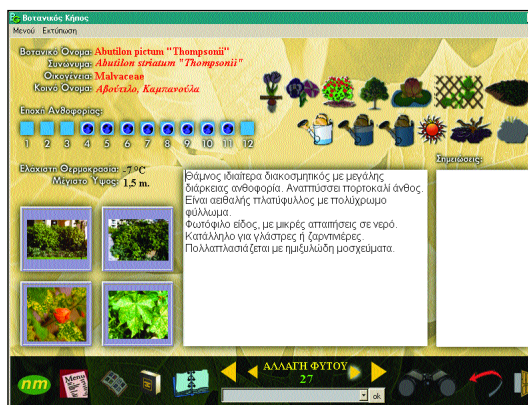 Βοτανικός Κήπος
Μενού Εκτύπωση
Βοτανικό Όνομα: Abutilon pictum "Thompsonii"
Συνώνυμα: Abutilon striatum "Thompsonii"
Οικογένεια: Malvaceae
Κοινό Όνομα: Αβούτιλο, Καμπανούλα
Εποχή Ανθοφορίας:
1 2 3 4 5 6 7 8 9 10 11 12
Ελάχιστη Θερμοκρασία: -7 °C
Μέγιστο Ύψος: 1,5 m.
Σημειώσεις:
Θάμνος ιδιαίτερα διακοσμητικός με μεγάλης
διάρκειας ανθοφορία. Αναπτύσσει πορτοκαλί άνθος.
Είναι αειθαλής πλατύφυλλος με πολύχρωμο
φύλλωμα.
Φωτόφιλο είδος, με μικρές απαιτήσεις σε νερό.
Κατάλληλο για γλάστρες ή ζαρντινιέρες.
Πολλαπλασιάζεται με ημιξυλώδη μοσχεύματα.
nm
Menu
ΑΛΛΑΓΗ ΦΥΤΟΥ
27
ok